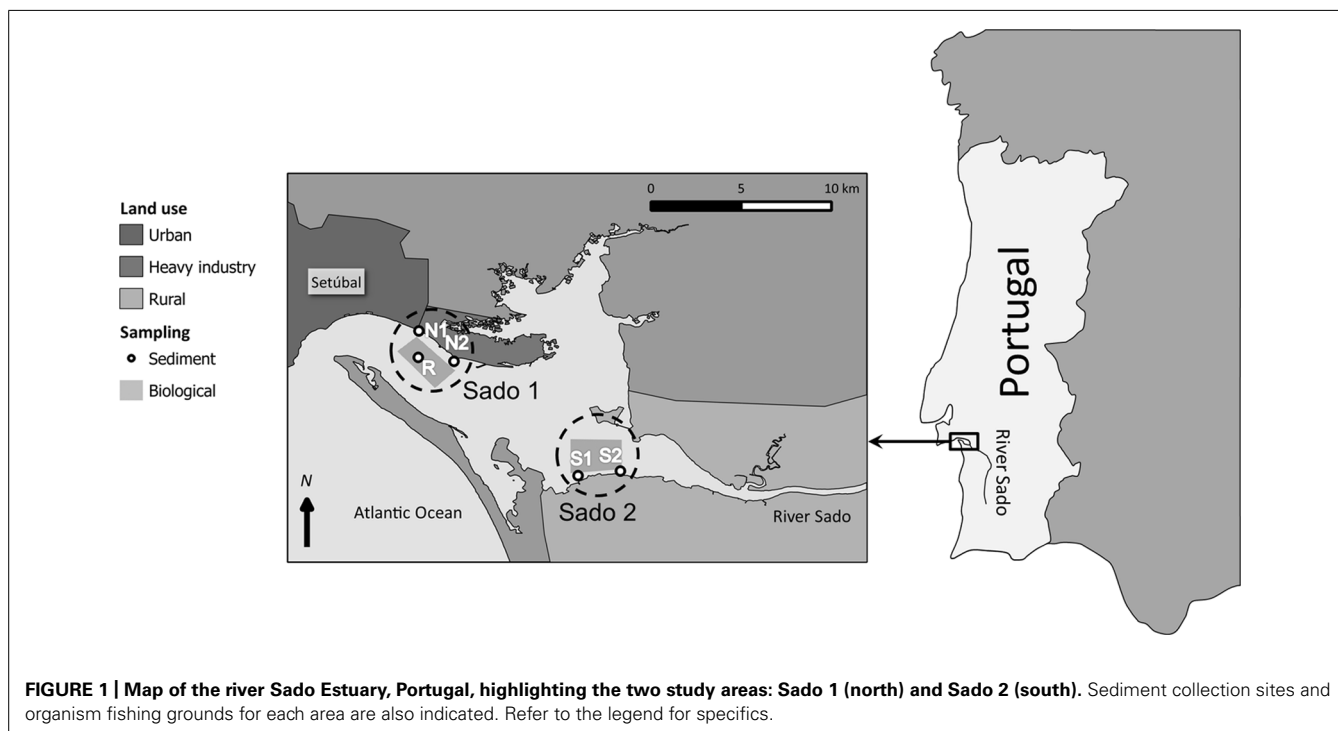 Land use
Urban
Heavy industry
Rural
Sampling
Sediment
Biological
0 5 10 km
Setúbal
N1
N2
R
Sado 1
S1 S2
Sado 2
N
Atlantic Ocean
River Sado
Portugal
River Sado
FIGURE 1 | Map of the river Sado Estuary, Portugal, highlighting the two study areas: Sado 1 (north) and Sado 2 (south). Sediment collection sites and
organism fishing grounds for each area are also indicated. Refer to the legend for specifics.